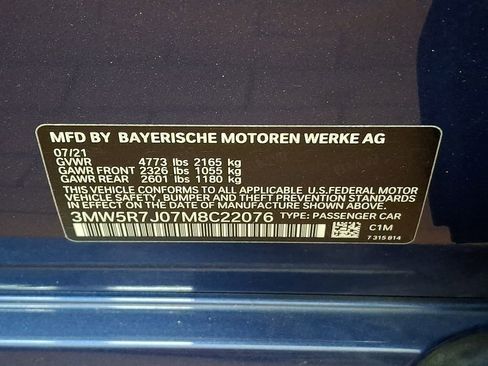 MFD BY BAYERISCHE MOTOREN WERKE AG
07/21
GVWR 4773 lbs 2165 kg
GAWR FRONT 2326 lbs 1055 kg
GAWR REAR 2601 lbs 1180 kg
THIS VEHICLE CONFORMS TO ALL APPLICABLE U.S.FEDERAL MOTOR
VEHICLE SAFETY, BUMPER AND THEFT PREVENTION STANDARDS IN
EFFECT ON THE DATE OF MANUFACTURE SHOWN ABOVE.
3MW5R7J07M8C22076 TYPE: PASSENGER CAR
C1M
7 315 814